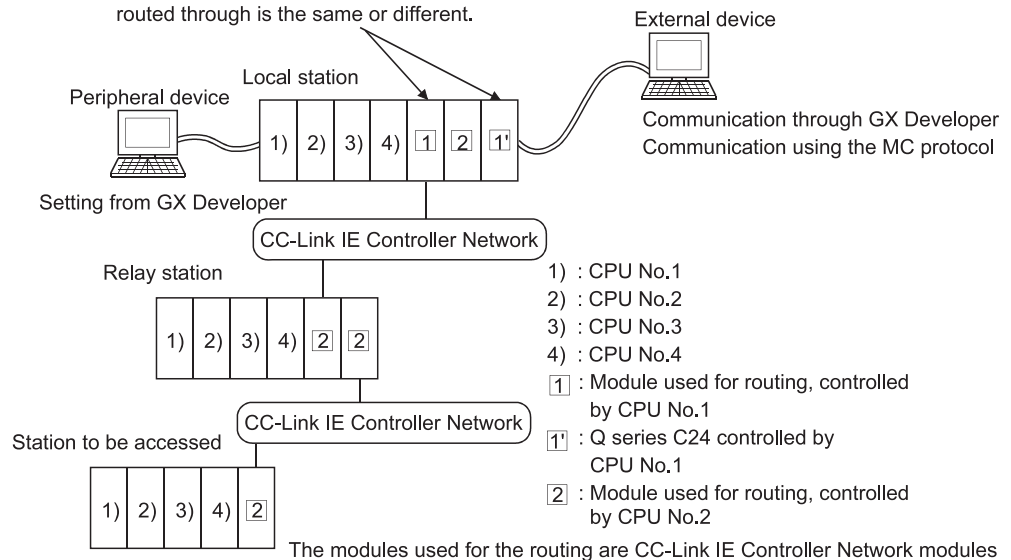 routed through is the same or different.
External device
Local station
Peripheral device
1) 2) 3) 4) 1 2 1'
Communication through GX Developer
Communication using the MC protocol
Setting from GX Developer
CC-Link IE Controller Network
Relay station
1) 2) 3) 4) 2 2
1) : CPU No.1
2) : CPU No.2
3) : CPU No.3
4) : CPU No.4
1 : Module used for routing, controlled
by CPU No.1
1' : Q series C24 controlled by
CPU No.1
2 : Module used for routing, controlled
by CPU No.2
CC-Link IE Controller Network
Station to be accessed
1) 2) 3) 4) 2
The modules used for the routing are CC-Link IE Controller Network modules